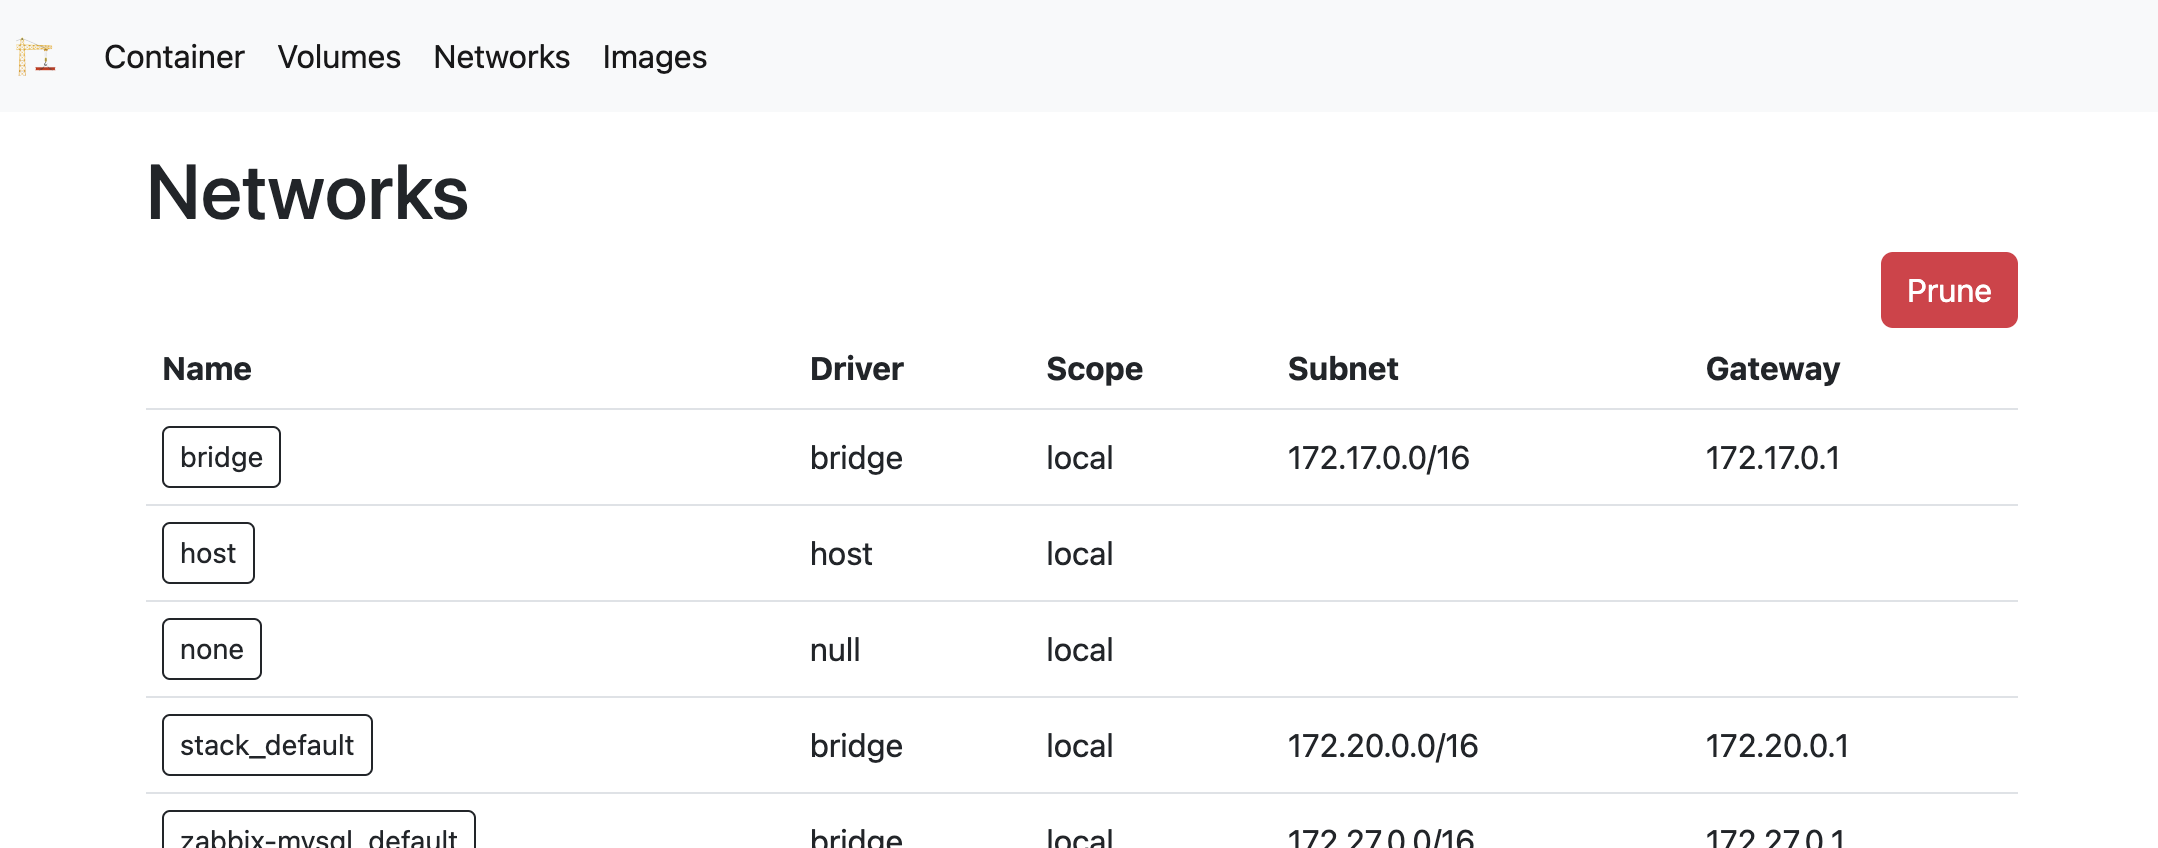 Container Volumes Networks Images
Networks
Prune
Name Driver Scope Subnet Gateway
bridge bridge local 172.17.0.0/16 172.17.0.1
host host local
none null local
stack_default bridge local 172.20.0.0/16 172.20.0.1
zabbix-mysql_default bridge local 172.27.0.0/16 172.27.0.1